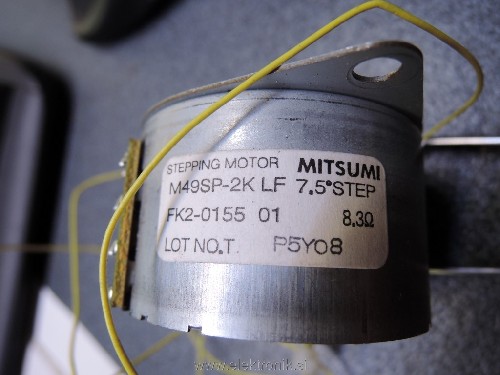 STEPPING MOTOR MITSUMI
M49SP-2K LF 7.5°STEP
FK2-0155 01 8.3Ω
LOT NO.T. P5Y08
www.elektronik.si